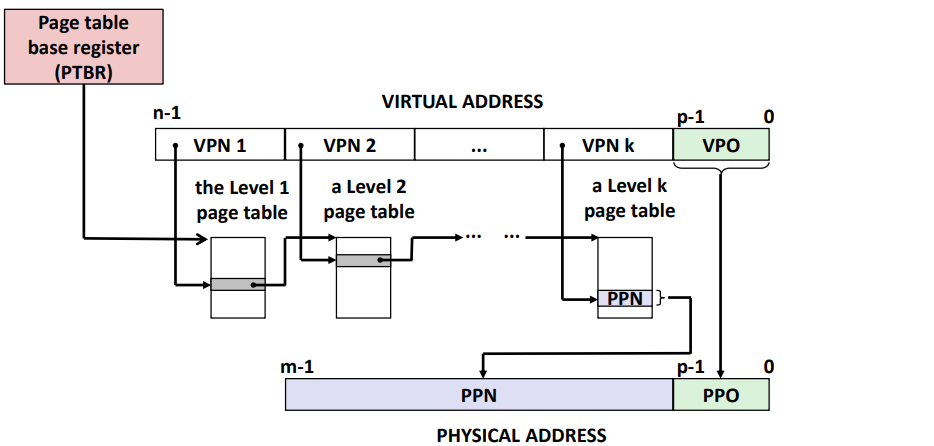 Page table
base register
(PTBR)
VIRTUAL ADDRESS
n-1
p-1
0
VPN 1
VPN 2
...
VPN k
VPO
the Level 1
page table
a Level 2
page table
a Level k
page table
...
...
PPN
m-1
p-1
0
PPN
PPO
PHYSICAL ADDRESS